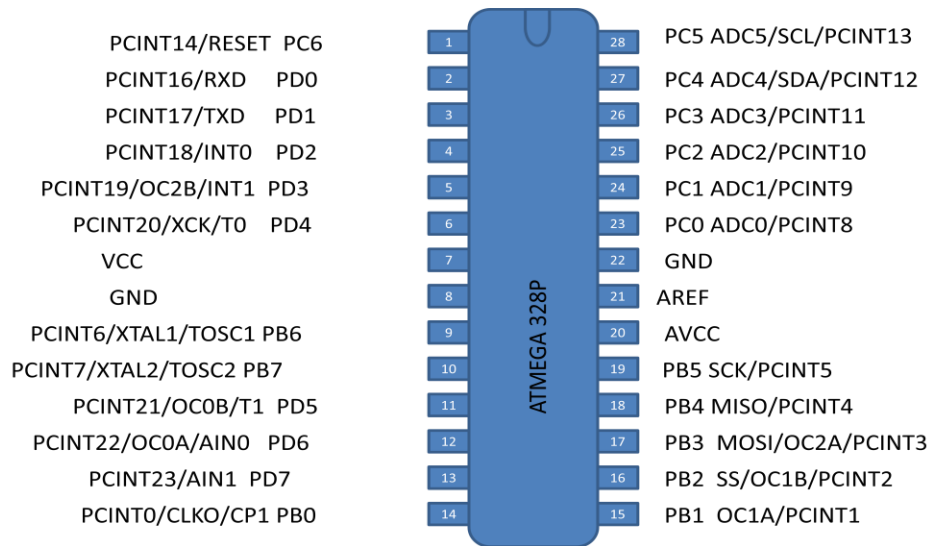 PCINT14/RESET PC6 1
PCINT16/RXD PD0 2
PCINT17/TXD PD1 3
PCINT18/INT0 PD2 4
PCINT19/OC2B/INT1 PD3 5
PCINT20/XCK/T0 PD4 6
VCC 7
GND 8
PCINT6/XTAL1/TOSC1 PB6 9
PCINT7/XTAL2/TOSC2 PB7 10
PCINT21/OC0B/T1 PD5 11
PCINT22/OC0A/AIN0 PD6 12
PCINT23/AIN1 PD7 13
PCINT0/CLKO/CP1 PB0 14
ATMEGA 328P
28 PC5 ADC5/SCL/PCINT13
27 PC4 ADC4/SDA/PCINT12
26 PC3 ADC3/PCINT11
25 PC2 ADC2/PCINT10
24 PC1 ADC1/PCINT9
23 PC0 ADC0/PCINT8
22 GND
21 AREF
20 AVCC
19 PB5 SCK/PCINT5
18 PB4 MISO/PCINT4
17 PB3 MOSI/OC2A/PCINT3
16 PB2 SS/OC1B/PCINT2
15 PB1 OC1A/PCINT1